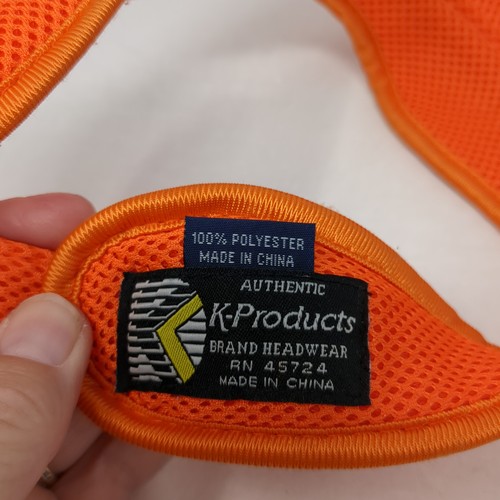 100% POLYESTER
MADE IN CHINA
AUTHENTIC
K-Products
BRAND HEADWEAR
RN 45724
MADE IN CHINA